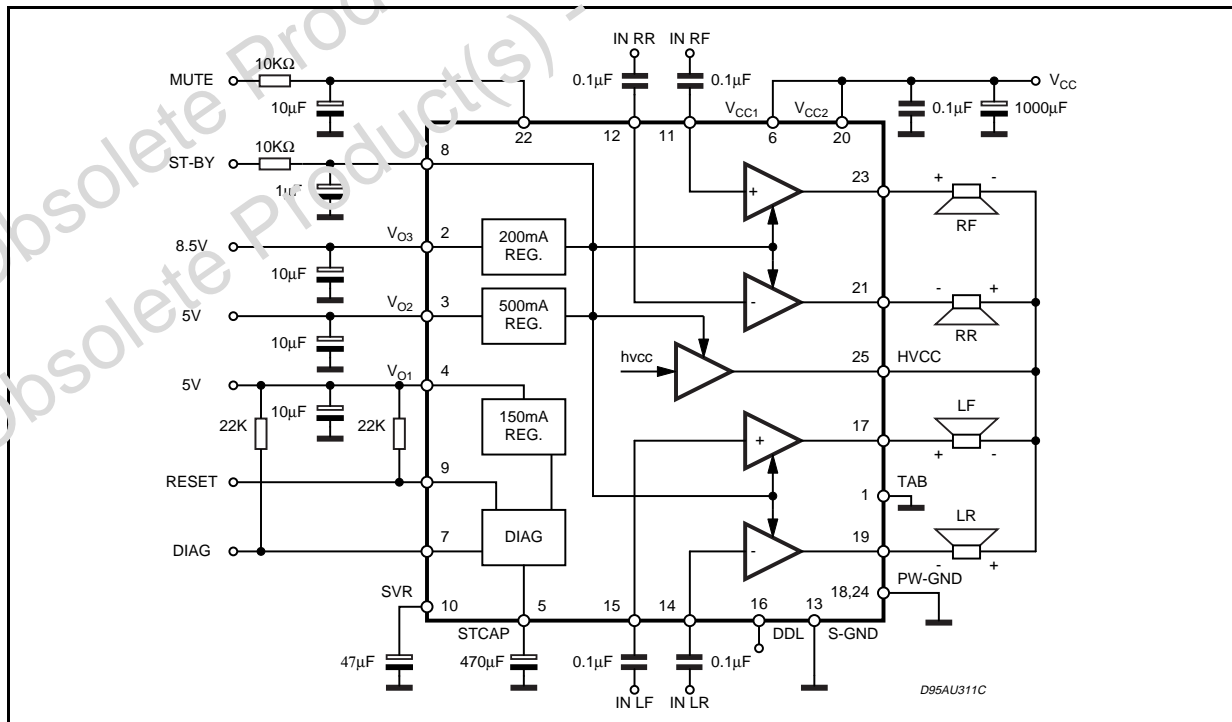 Obsolete Product(s) -
Obsolete Product(s)
IN RR
IN RF
MUTE
10KΩ
10μF
0.1μF
0.1μF
VCC1
VCC2
VCC
0.1μF
1000μF
22
12
11
6
20
ST-BY
10KΩ
1μF
8
+
23
+
-
RF
8.5V
VO3
2
200mA
REG.
10μF
-
21
-
+
RR
5V
VO2
3
500mA
REG.
10μF
hvcc
25
HVCC
5V
VO1
4
10μF
22K
22K
150mA
REG.
+
17
LF
+
-
RESET
9
1
TAB
DIAG
7
DIAG
-
19
LR
-
+
18,24
PW-GND
SVR
10
STCAP
5
15
14
16
DDL
13
S-GND
47μF
470μF
0.1μF
0.1μF
IN LF
IN LR
D95AU311C